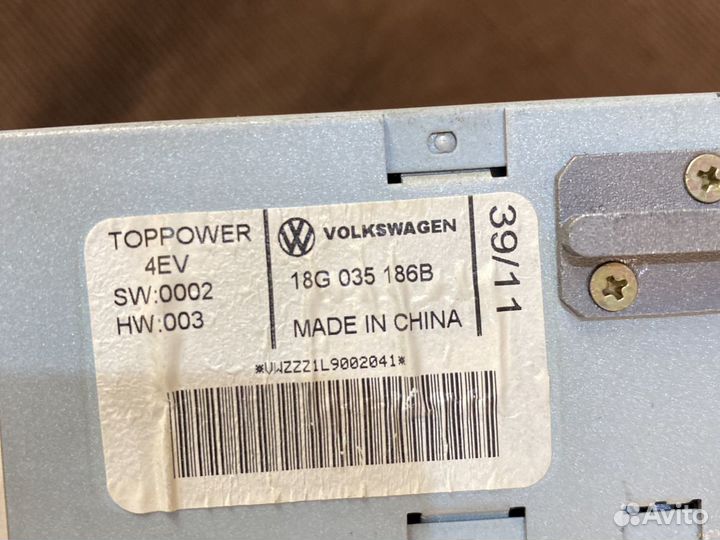 TOPPOWER
4EV
SW:0002
HW:003
VOLKSWAGEN
18G 035 186B
MADE IN CHINA
39/11
*VWZZZ1L9002041*
Avito